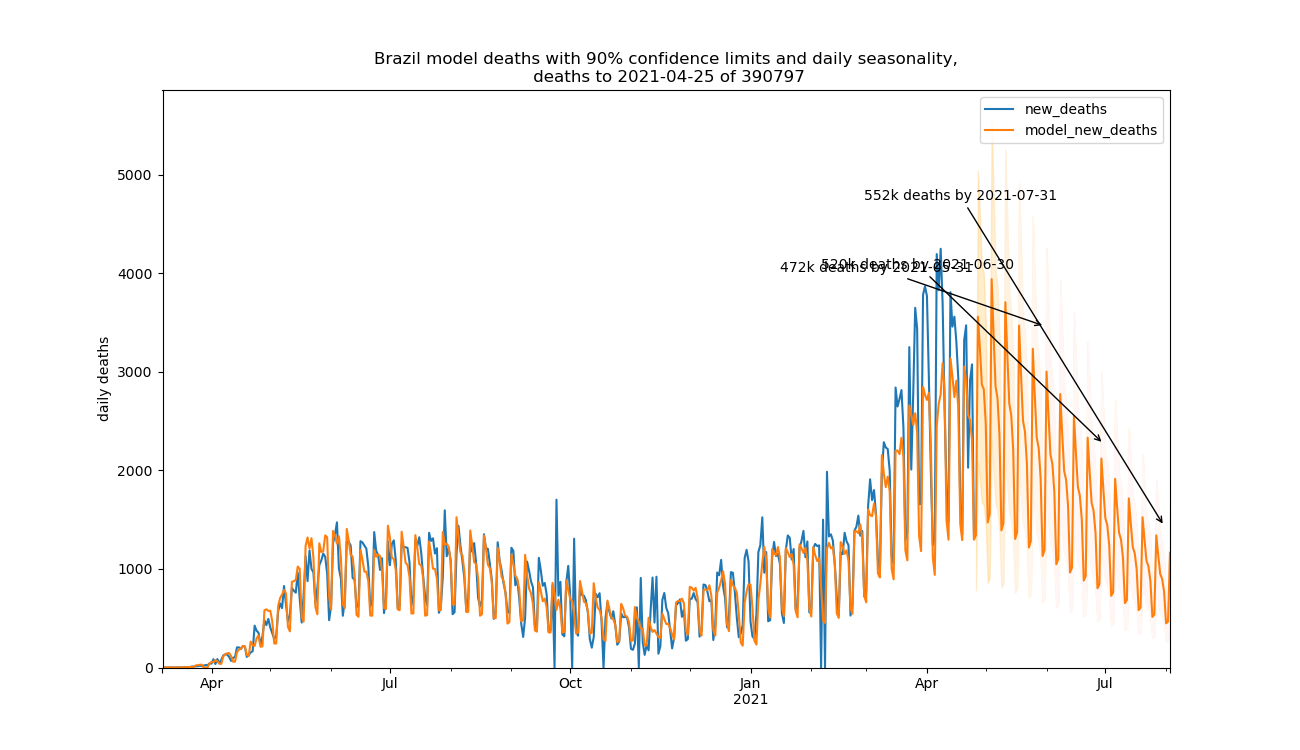 Brazil model deaths with 90% confidence limits and daily seasonality,
deaths to 2021-04-25 of 390797
new_deaths
model_new_deaths
552k deaths by 2021-07-31
520k deaths by 2021-06-30
472k deaths by 2021-05-31
daily deaths
5000
4000
3000
2000
1000
0
Apr
Jul
Oct
Jan
2021
Apr
Jul